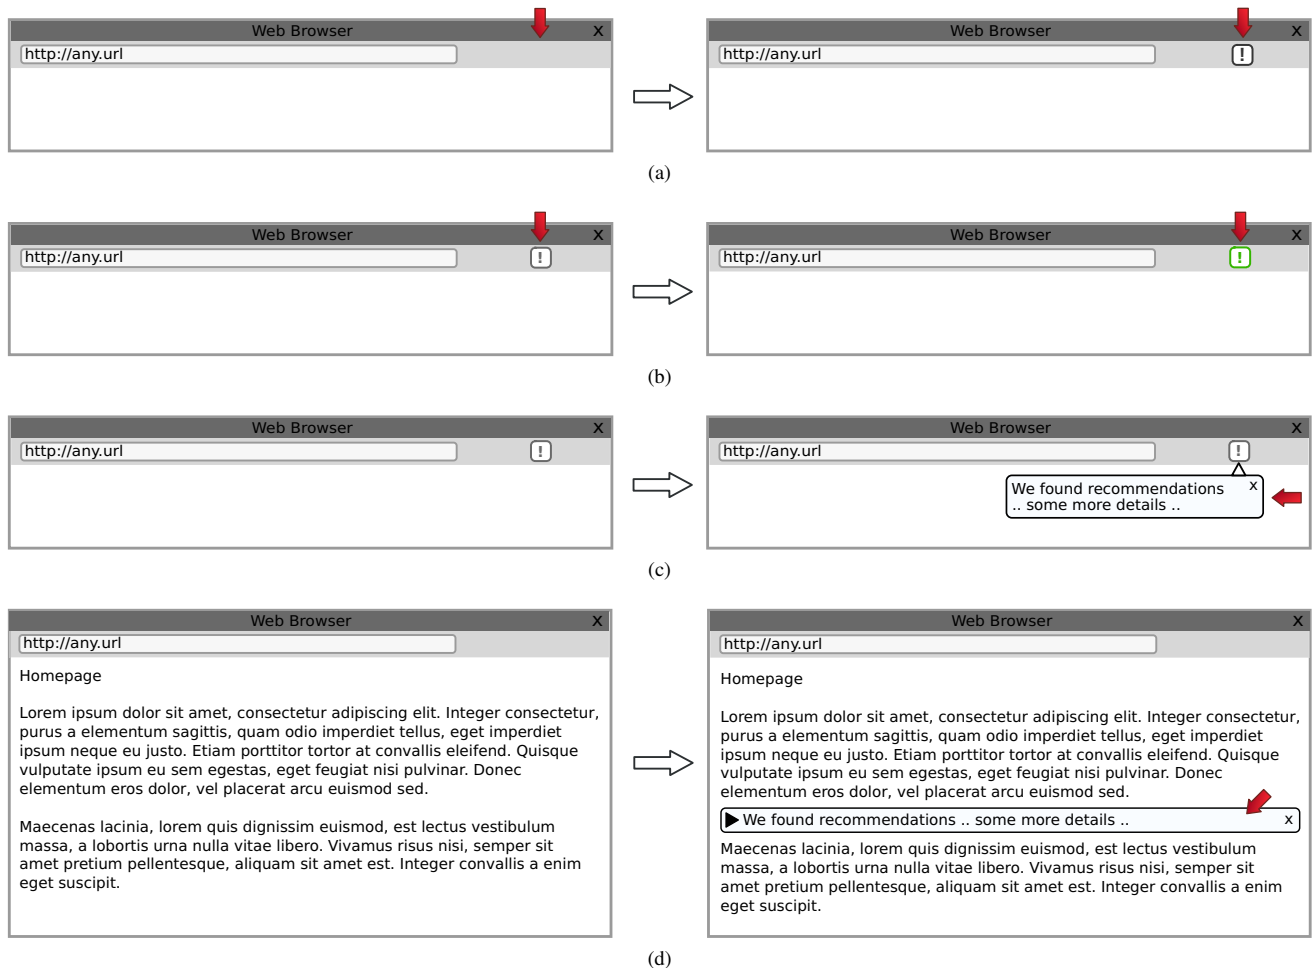 Web Browser x
http://any.url
Web Browser x
http://any.url !
(a)
Web Browser x
http://any.url !
Web Browser x
http://any.url !
(b)
Web Browser x
http://any.url !
Web Browser x
http://any.url !
We found recommendations x
.. some more details ..
(c)
Web Browser x
http://any.url
Homepage
Lorem ipsum dolor sit amet, consectetur adipiscing elit. Integer consectetur,
purus a elementum sagittis, quam odio imperdiet tellus, eget imperdiet
ipsum neque eu justo. Etiam porttitor tortor at convallis eleifend. Quisque
vulputate ipsum eu sem egestas, eget feugiat nisi pulvinar. Donec
elementum eros dolor, vel placerat arcu euismod sed.
Maecenas lacinia, lorem quis dignissim euismod, est lectus vestibulum
massa, a lobortis urna nulla vitae libero. Vivamus risus nisi, semper sit
amet pretium pellentesque, aliquam sit amet est. Integer convallis a enim
eget suscipit.
Web Browser x
http://any.url
Homepage
Lorem ipsum dolor sit amet, consectetur adipiscing elit. Integer consectetur,
purus a elementum sagittis, quam odio imperdiet tellus, eget imperdiet
ipsum neque eu justo. Etiam porttitor tortor at convallis eleifend. Quisque
vulputate ipsum eu sem egestas, eget feugiat nisi pulvinar. Donec
elementum eros dolor, vel placerat arcu euismod sed.
We found recommendations .. some more details .. x
Maecenas lacinia, lorem quis dignissim euismod, est lectus vestibulum
massa, a lobortis urna nulla vitae libero. Vivamus risus nisi, semper sit
amet pretium pellentesque, aliquam sit amet est. Integer convallis a enim
eget suscipit.
(d)